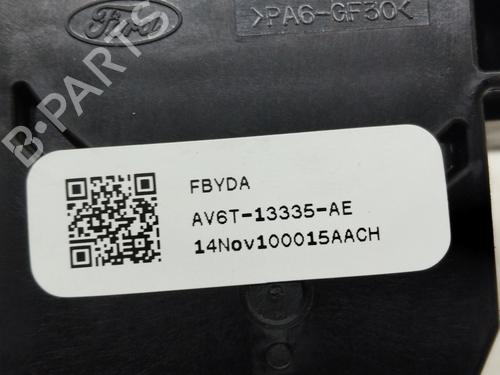 Ford
>PA6-GF30<
B-PARTS
FBYDA
AV6T-13335-AE
14Nov100015AACH